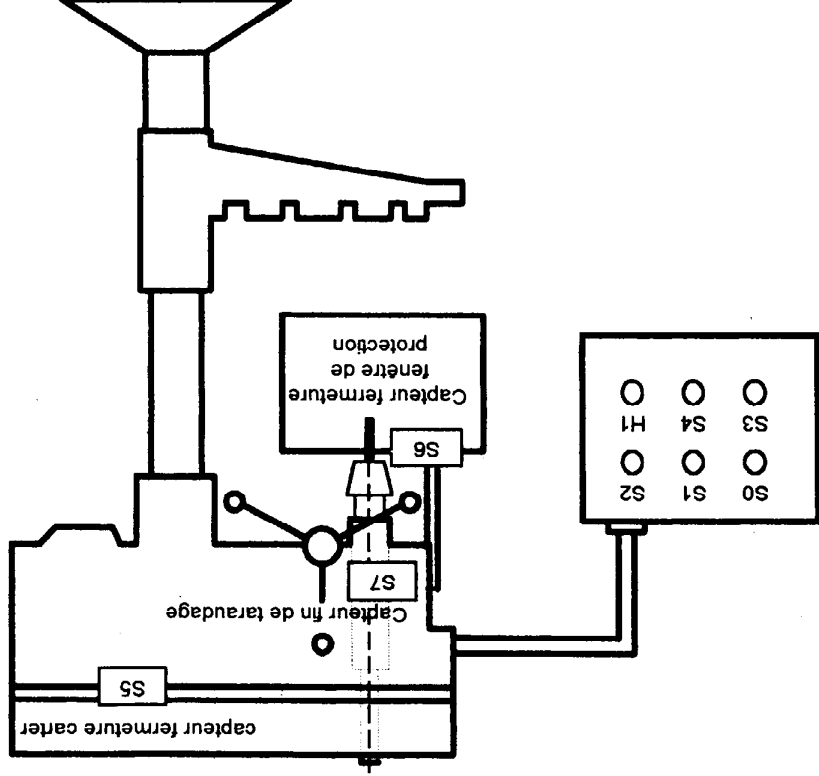 capteur fermeture carter
S5
Capteur fin de taraudage
S7
S0 S1 S2
S3 S4 H1
S6
Capteur fermeture
fenêtre de
protection